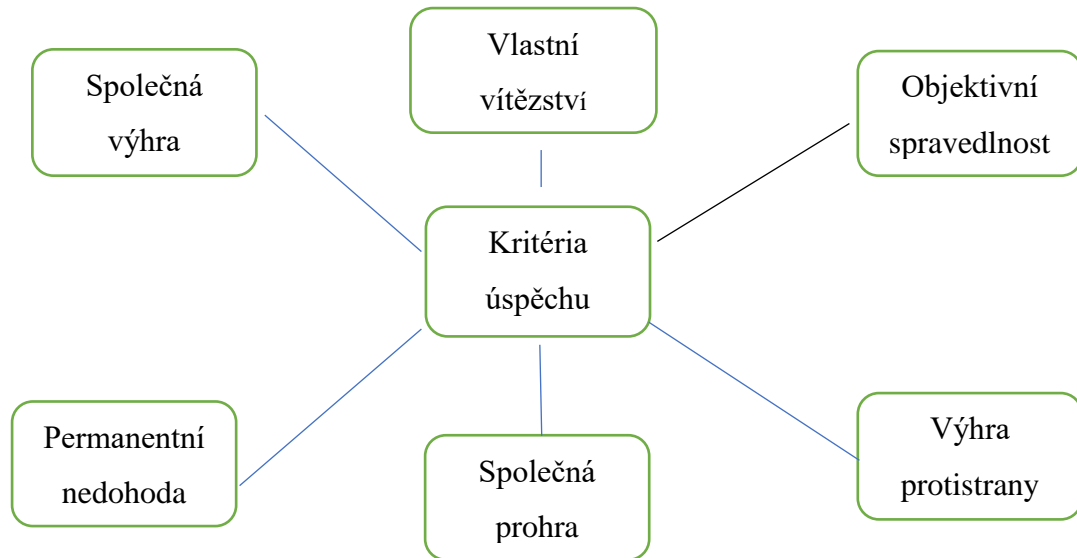 Společná
výhra
Vlastní
vítězství
Objektivní
spravedlnost
Kritéria
úspěchu
Permanentní
nedohoda
Společná
prohra
Výhra
protistrany